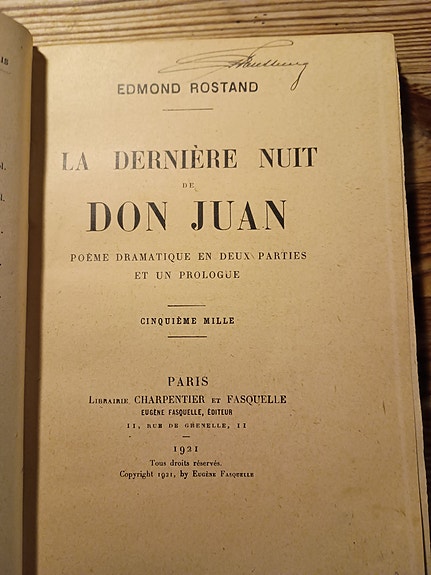 EDMOND ROSTAND
LA DERNIÈRE NUIT
DE
DON JUAN
POÈME DRAMATIQUE EN DEUX PARTIES
ET UN PROLOGUE
CINQUIÈME MILLE
PARIS
LIBRAIRIE CHARPENTIER ET FASQUELLE
EUGÈNE FASQUELLE, ÉDITEUR
11, RUE DE GRENELLE, 11
1921
Tous droits réservés.
Copyright 1921, by EUGÈNE FASQUELLE